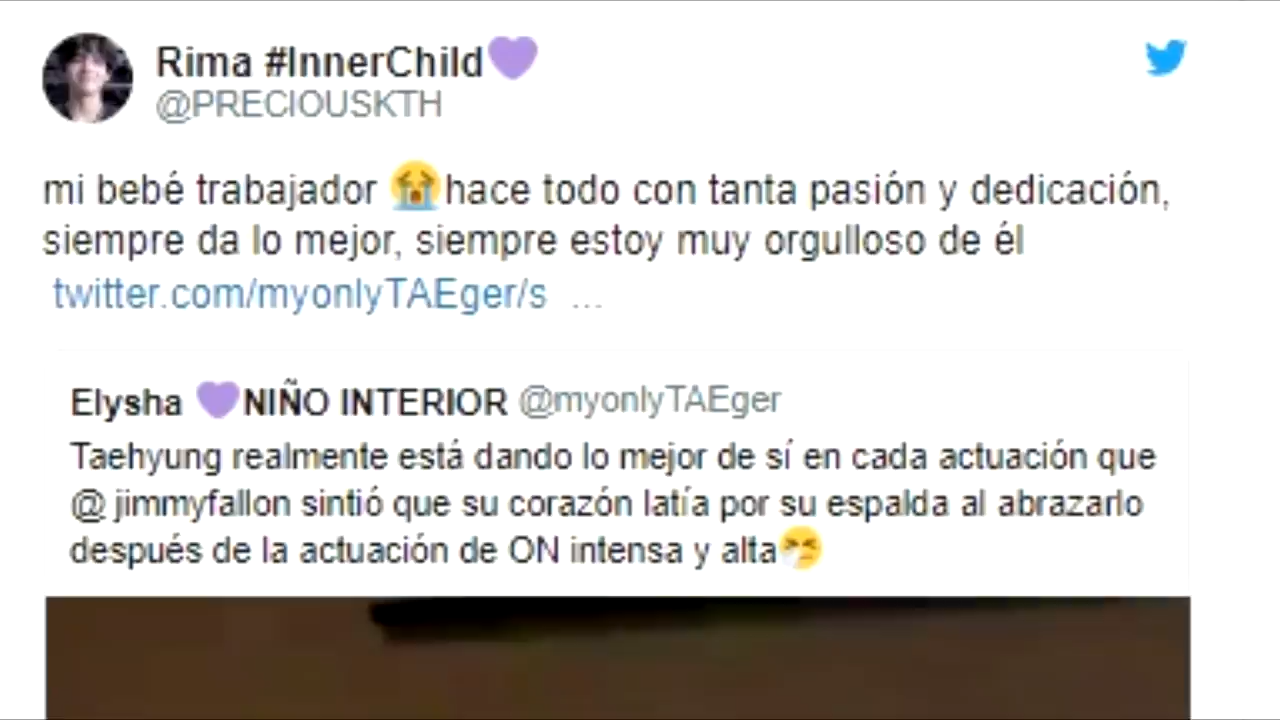 Rima #InnerChild💜
@PRECIOUSKTH
mi bebé trabajador 😭hace todo con tanta pasión y dedicación,
siempre da lo mejor, siempre estoy muy orgulloso de él
twitter.com/myonlyTAEger/s ...
Elysha 💜NIÑO INTERIOR @myonlyTAEger
Taehyung realmente está dando lo mejor de sí en cada actuación que
@ jimmyfallon sintió que su corazón latía por su espalda al abrazarlo
después de la actuación de ON intensa y alta🤧